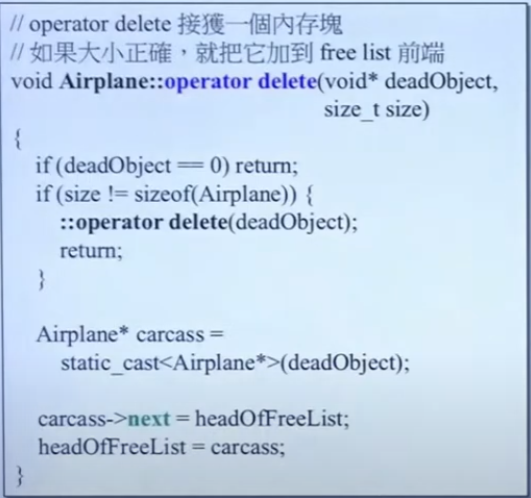 // operator delete 接獲一個內存塊
// 如果大小正確，就把它加到 free list 前端
void Airplane::operator delete(void* deadObject,
size_t size)
{
if (deadObject == 0) return;
if (size != sizeof(Airplane)) {
::operator delete(deadObject);
return;
}
Airplane* carcass =
static_cast<Airplane*>(deadObject);
carcass->next = headOfFreeList;
headOfFreeList = carcass;
}